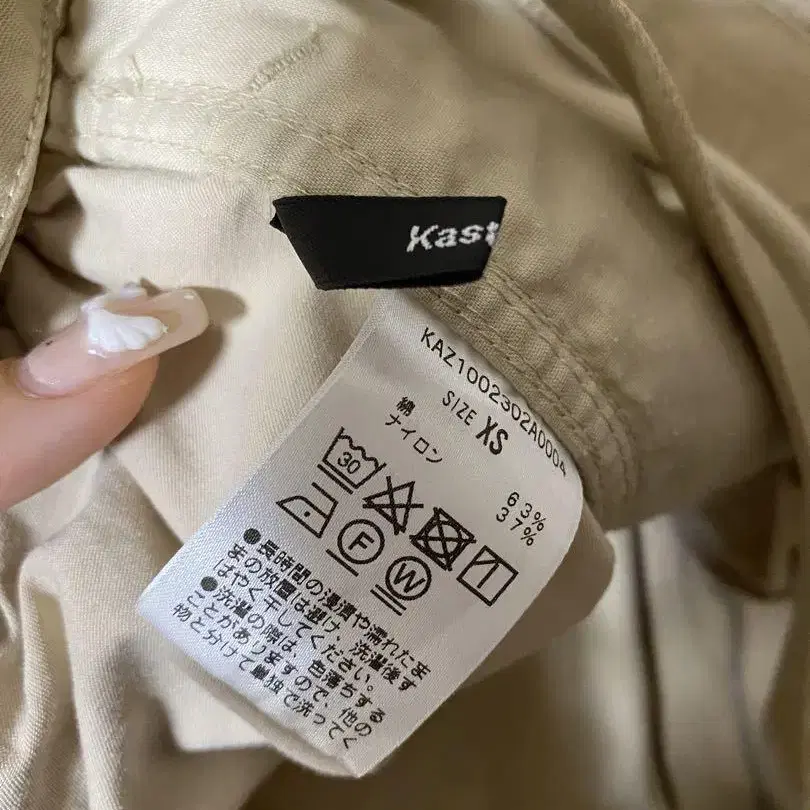 Kast
KAZ1002302A0004
SIZE XS
綿 63%
ナイロン 37%
30
F W
●長時間の浸漬や濡れたま
まの放置は避け、洗濯後す
ばやく干してください。
●洗濯の際は、色落ちする
ことがありますので、他の
物と分けて単独で洗ってく